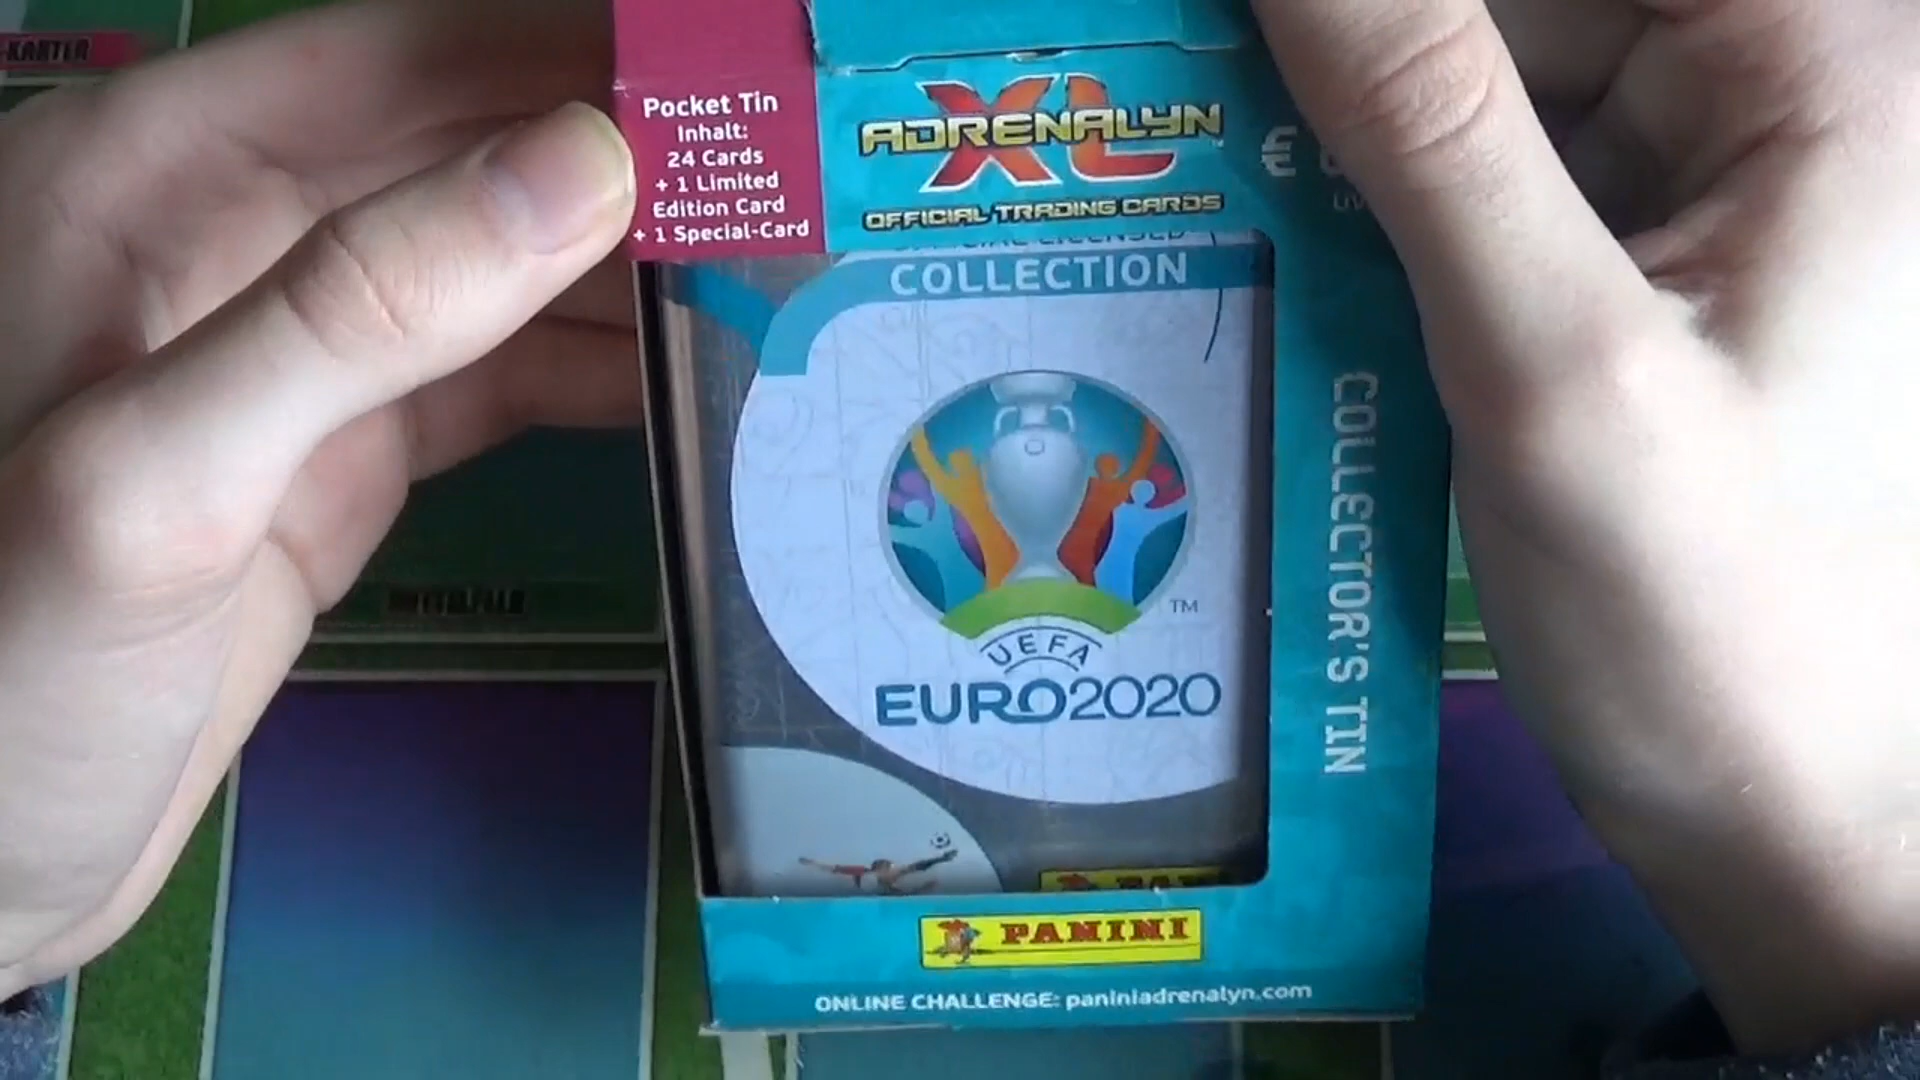 Pocket Tin
Inhalt:
24 Cards
+ 1 Limited
Edition Card
+ 1 Special-Card
XL
ADRENALYN
OFFICIAL TRADING CARDS
€
COLLECTION
TM
UEFA
EURO2020
COLLECTOR'S TIN
PANINI
ONLINE CHALLENGE: paniniadrenalyn.com